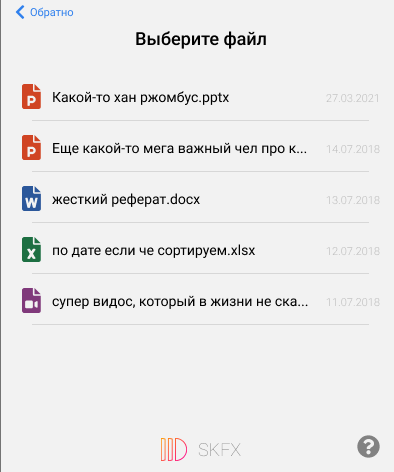 Обратно
Выберите файл
Какой-то хан ржомбус.pptx 27.03.2021
Еще какой-то мега важный чел про к... 14.07.2018
жесткий реферат.docx 13.07.2018
по дате если че сортируем.xlsx 12.07.2018
супер видос, который в жизни не ска... 11.07.2018
SKFX